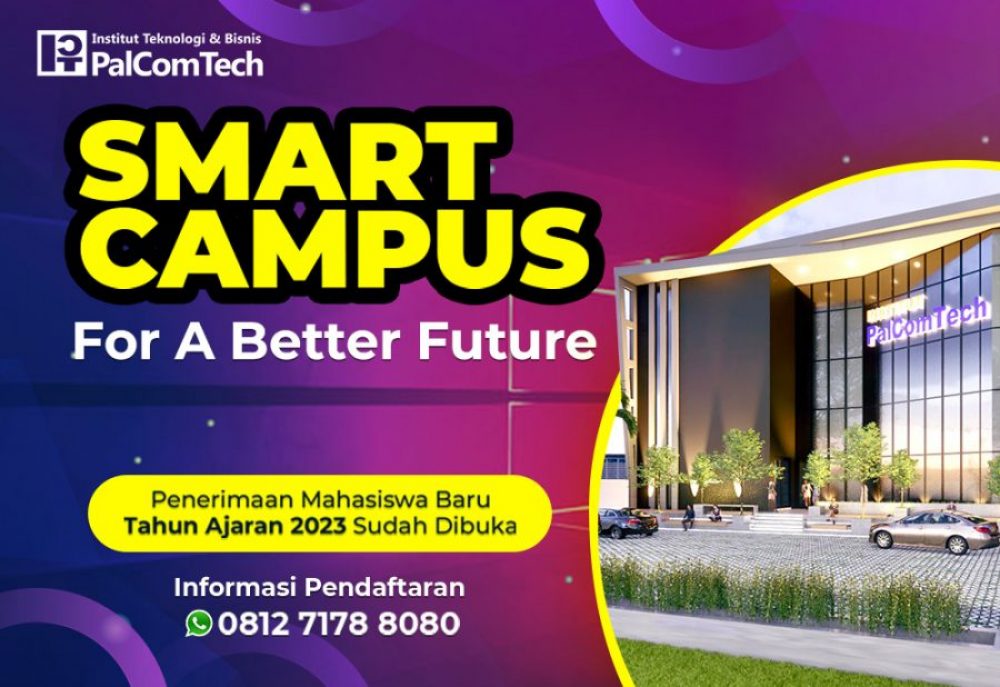 Institut Teknologi & Bisnis
PalComTech
SMART
CAMPUS
For A Better Future
PalComTech
Penerimaan Mahasiswa Baru
Tahun Ajaran 2023 Sudah Dibuka
Informasi Pendaftaran
0812 7178 8080